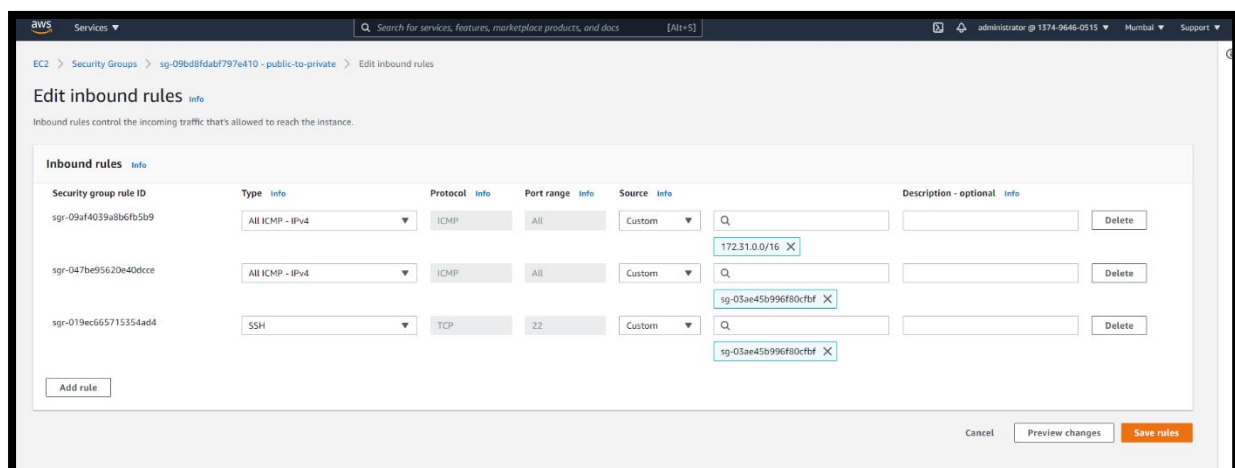 aws Services ▼ Search for services, features, marketplace products, and docs [Alt+S] administrator @ 1374-9646-0515 ▼ Mumbai ▼ Support ▼
EC2 > Security Groups > sg-09bd8fdabf797e410 - public-to-private > Edit inbound rules
Edit inbound rules Info
Inbound rules control the incoming traffic that's allowed to reach the instance.
Inbound rules Info
Security group rule ID Type Info Protocol Info Port range Info Source Info Description - optional Info
sgr-09af4039a8b6fb5b9 All ICMP - IPv4 ▼ ICMP All Custom ▼ Delete
172.31.0.0/16 X
sgr-047be95620e40dcce All ICMP - IPv4 ▼ ICMP All Custom ▼ Delete
sg-03ae45b996f80cfbf X
sgr-019ec665715354ad4 SSH ▼ TCP 22 Custom ▼ Delete
sg-03ae45b996f80cfbf X
Add rule
Cancel Preview changes Save rules